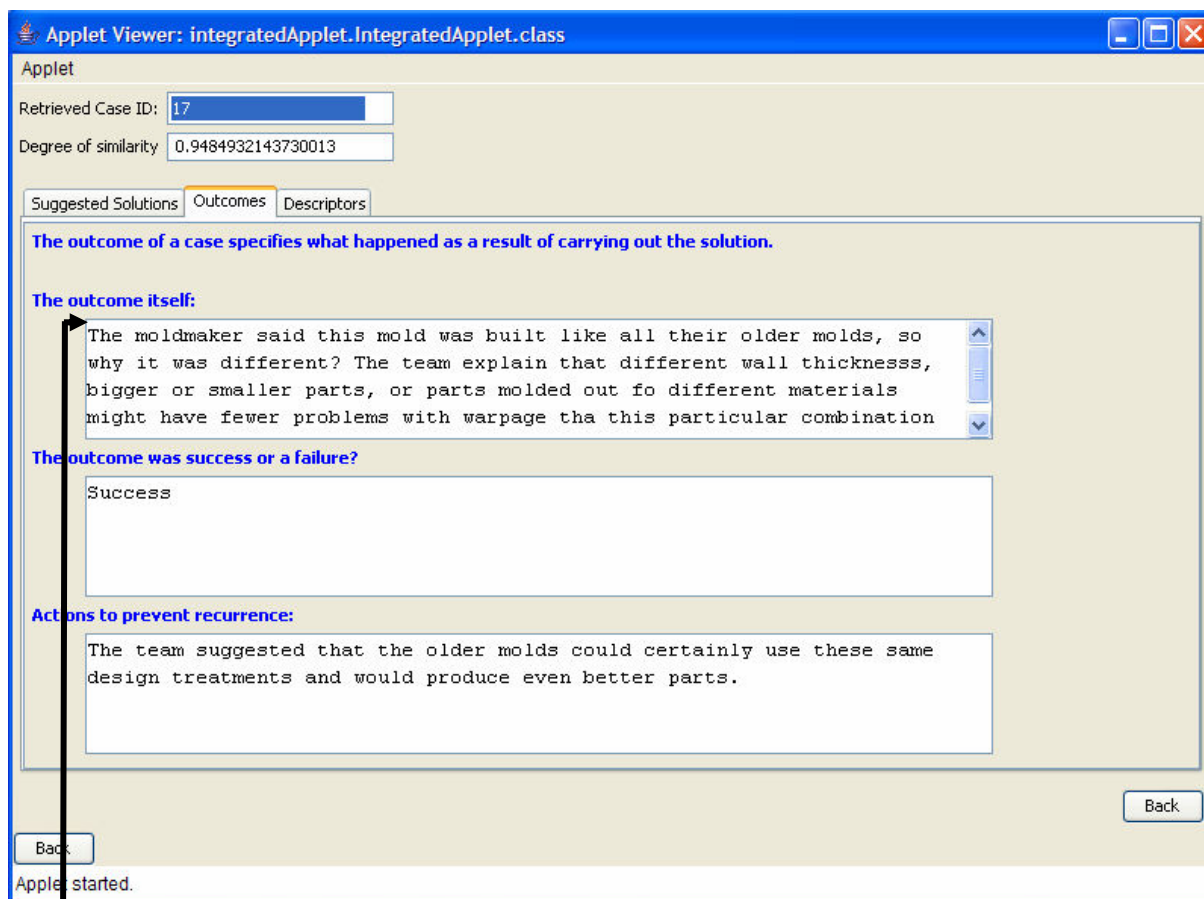 Applet Viewer: integratedApplet.IntegratedApplet.class
Applet
Retrieved Case ID: 17
Degree of similarity 0.9484932143730013
Suggested Solutions Outcomes Descriptors
The outcome of a case specifies what happened as a result of carrying out the solution.
The outcome itself:
The moldmaker said this mold was built like all their older molds, so
why it was different? The team explain that different wall thicknesss,
bigger or smaller parts, or parts molded out fo different materials
might have fewer problems with warpage tha this particular combination
The outcome was success or a failure?
Success
Actions to prevent recurrence:
The team suggested that the older molds could certainly use these same
design treatments and would produce even better parts.
Back
Back
Applet started.